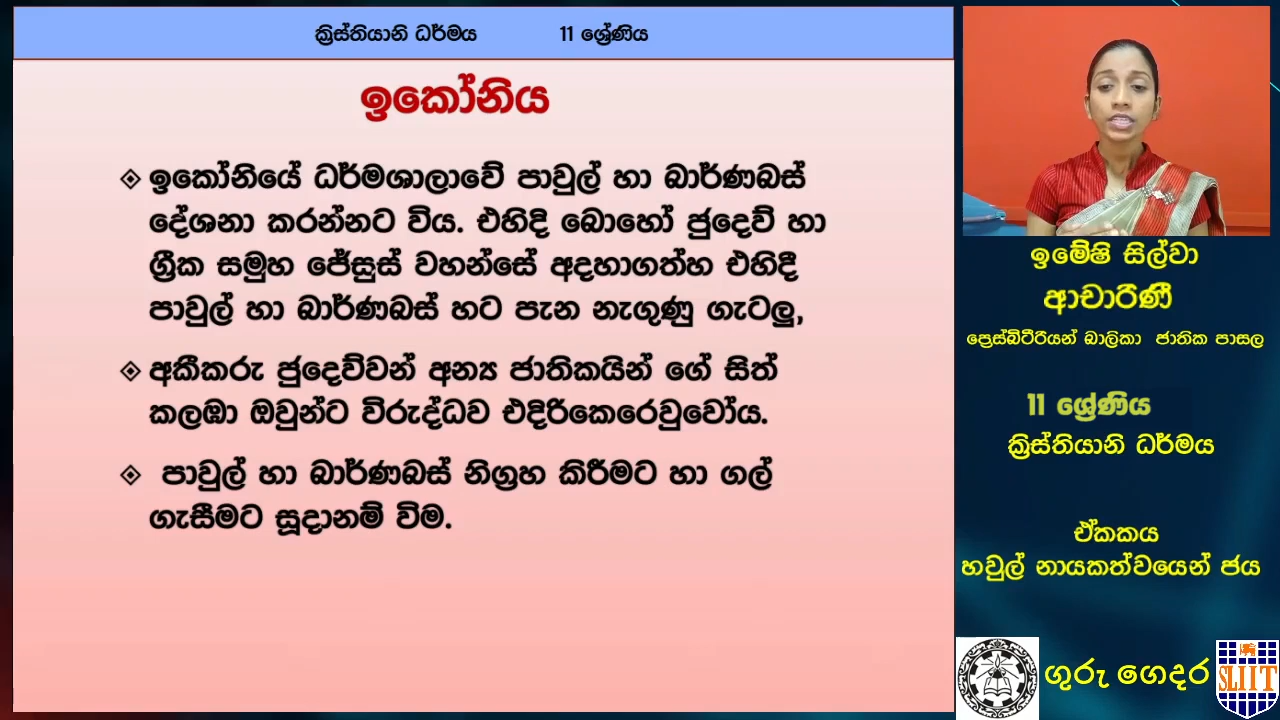 ක්‍රිස්තියානි ධර්මය 11 ශ්‍රේණිය
ඉකෝනිය
ඉකෝනියේ ධර්මශාලාවේ පාවුල් හා බාර්ණබස්
දේශනා කරන්නට විය. එහිදි බොහෝ ජුදෙව් හා
ග්‍රීක සමුහ ජේසුස් වහන්සේ අදහාගත්හ එහිදී
පාවුල් හා බාර්ණබස් හට පැන නැගුණු ගැටලු,
අකීකරු ජුදෙව්වන් අන්‍ය ජාතිකයින් ගේ සිත්
කලඹා ඔවුන්ට විරුද්ධව එදිරිකෙරෙවුවෝය.
පාවුල් හා බාර්ණබස් නිග්‍රහ කිරීමට හා ගල්
ගැසීමට සූදානම් විම.
ඉමේෂි සිල්වා
ආචාරිණී
ප්‍රෙස්බිටීරියන් බාලිකා ජාතික පාසල
11 ශ්‍රේණිය
ක්‍රිස්තියානි ධර්මය
ඒකකය
හවුල් නායකත්වයෙන් ජය
ගුරු ගෙදර
SLIIT